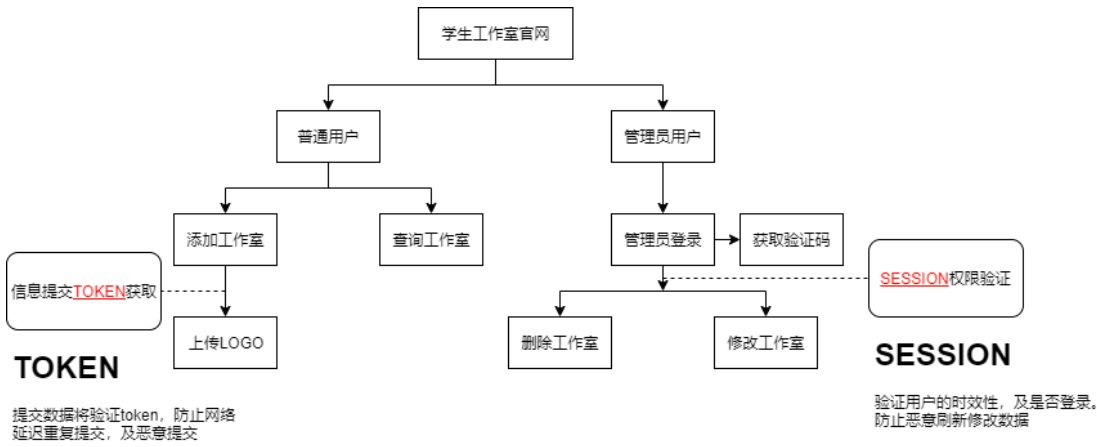 学生工作室官网
普通用户
管理员用户
添加工作室
查询工作室
管理员登录
获取验证码
信息提交TOKEN获取
SESSION权限验证
上传LOGO
删除工作室
修改工作室
TOKEN
提交数据将验证token，防止网络
延迟重复提交，及恶意提交
SESSION
验证用户的时效性，及是否登录。
防止恶意刷新修改数据